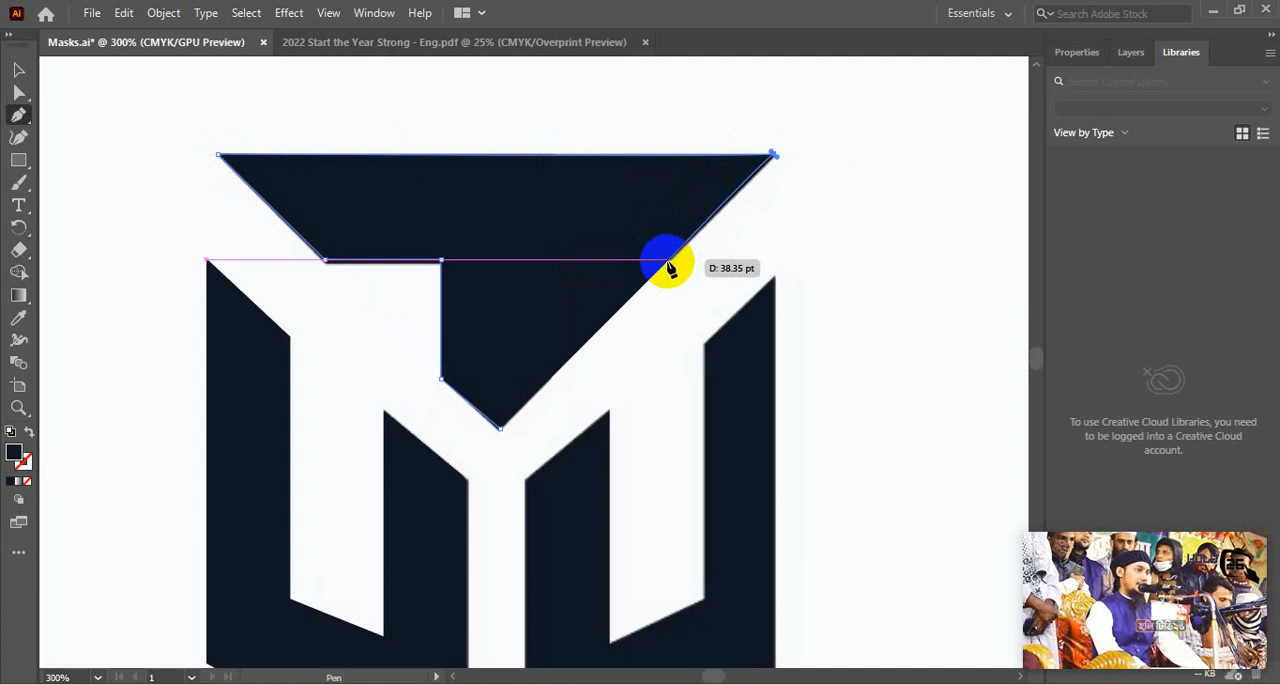 Ai File Edit Object Type Select Effect View Window Help Essentials Search Adobe Stock
Masks.ai* @ 300% (CMYK/GPU Preview) × 2022 Start the Year Strong - Eng.pdf @ 25% (CMYK/Overprint Preview) ×
Properties Layers Libraries
Search Current Library
View by Type
D: 38.35 pt
To use Creative Cloud Libraries, you need
to be logged into a Creative Cloud
account.
26
300% 1 Pen
-- KB